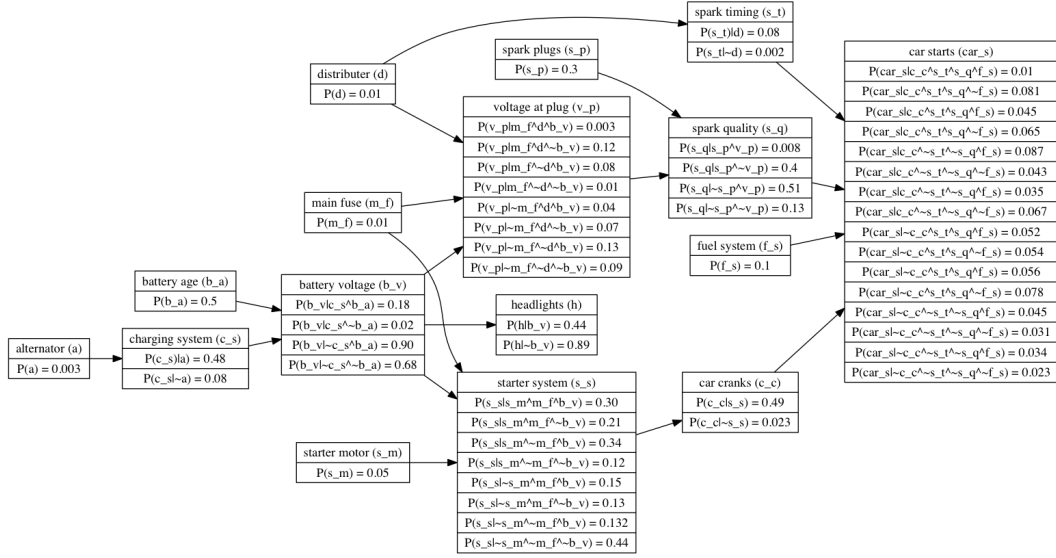 spark timing (s_t)
P(s_t)|d) = 0.08
P(s_t|~d) = 0.002
spark plugs (s_p)
P(s_p) = 0.3
distributer (d)
P(d) = 0.01
car starts (car_s)
P(car_s|c_c^s_t^s_q^f_s) = 0.01
P(car_s|c_c^s_t^s_q^~f_s) = 0.081
P(car_s|c_c^s_t^s_q^f_s) = 0.045
P(car_s|c_c^s_t^s_q^~f_s) = 0.065
P(car_s|c_c^~s_t^~s_q^f_s) = 0.087
P(car_s|c_c^~s_t^~s_q^~f_s) = 0.043
P(car_s|c_c^~s_t^~s_q^f_s) = 0.035
P(car_s|c_c^~s_t^~s_q^~f_s) = 0.067
P(car_s|~c_c^s_t^s_q^~f_s) = 0.052
P(car_s|~c_c^s_t^s_q^~f_s) = 0.054
P(car_s|~c_c^s_t^s_q^f_s) = 0.056
P(car_s|~c_c^s_t^s_q^~f_s) = 0.078
P(car_s|~c_c^~s_t^~s_q^f_s) = 0.045
P(car_s|~c_c^~s_t^s_q^~f_s) = 0.031
P(car_s|~c_c^~s_t^~s_q^f_s) = 0.034
P(car_s|~c_c^~s_t^~s_q^~f_s) = 0.023
voltage at plug (v_p)
P(v_p|m_f^d^b_v) = 0.003
P(v_p|m_f^d^~b_v) = 0.12
P(v_p|m_f^~d^b_v) = 0.08
P(v_p|m_f^~d^~b_v) = 0.01
P(v_p|~m_f^d^b_v) = 0.04
P(v_p|~m_f^d^~b_v) = 0.07
P(v_p|~m_f^~d^b_v) = 0.13
P(v_p|~m_f^~d^~b_v) = 0.09
spark quality (s_q)
P(s_q|s_p^v_p) = 0.008
P(s_q|s_p^~v_p) = 0.4
P(s_q|~s_p^v_p) = 0.51
P(s_q|~s_p^~v_p) = 0.13
main fuse (m_f)
P(m_f) = 0.01
fuel system (f_s)
P(f_s) = 0.1
battery age (b_a)
P(b_a) = 0.5
battery voltage (b_v)
P(b_v|c_s^b_a) = 0.18
P(b_v|c_s^~b_a) = 0.02
P(b_v|~c_s^b_a) = 0.90
P(b_v|~c_s^~b_a) = 0.68
headlights (h)
P(h|b_v) = 0.44
P(h|~b_v) = 0.89
charging system (c_s)
P(c_s|a) = 0.48
P(c_s|~a) = 0.08
alternator (a)
P(a) = 0.003
starter system (s_s)
P(s_s|s_m^m_f^b_v) = 0.30
P(s_s|s_m^m_f^~b_v) = 0.21
P(s_s|s_m^~m_f^b_v) = 0.34
P(s_s|s_m^~m_f^~b_v) = 0.12
P(s_s|~s_m^m_f^b_v) = 0.15
P(s_s|~s_m^m_f^~b_v) = 0.13
P(s_s|~s_m^~m_f^b_v) = 0.132
P(s_s|~s_m^~m_f^~b_v) = 0.44
car cranks (c_c)
P(c_c|s_s) = 0.49
P(c_c|~s_s) = 0.023
starter motor (s_m)
P(s_m) = 0.05